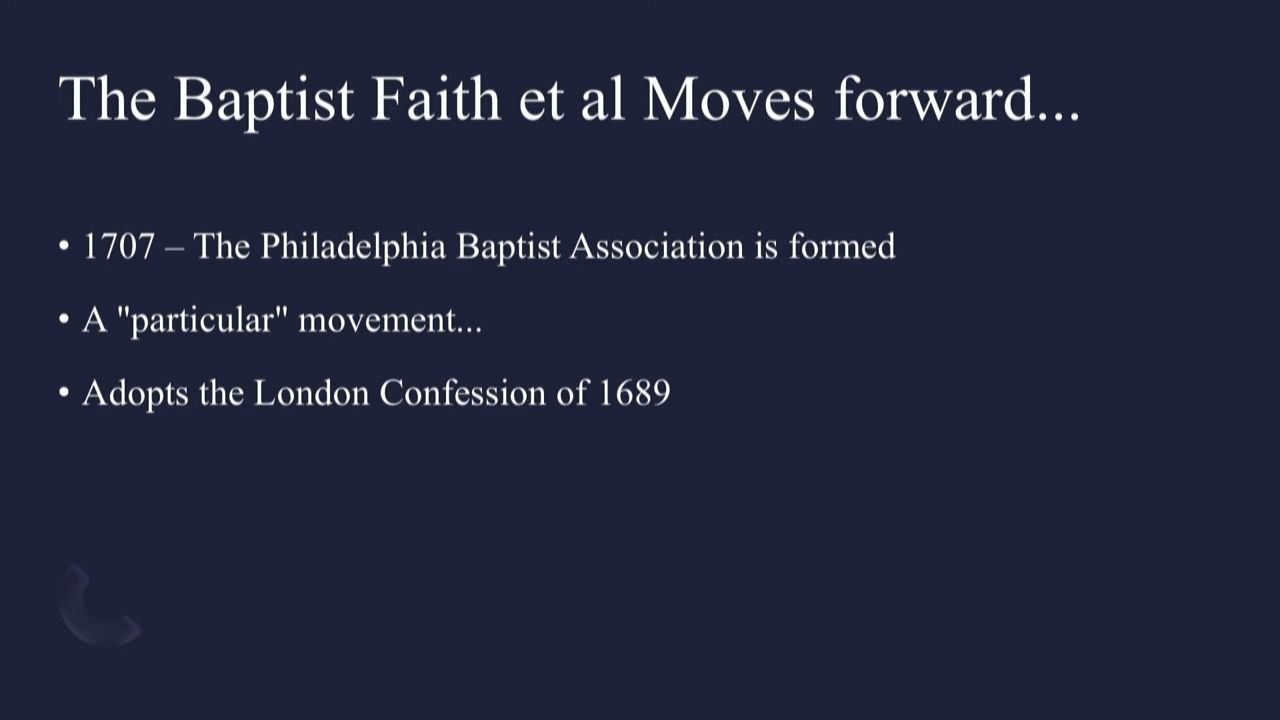 The Baptist Faith et al Moves forward...
• 1707 – The Philadelphia Baptist Association is formed
• A "particular" movement...
• Adopts the London Confession of 1689